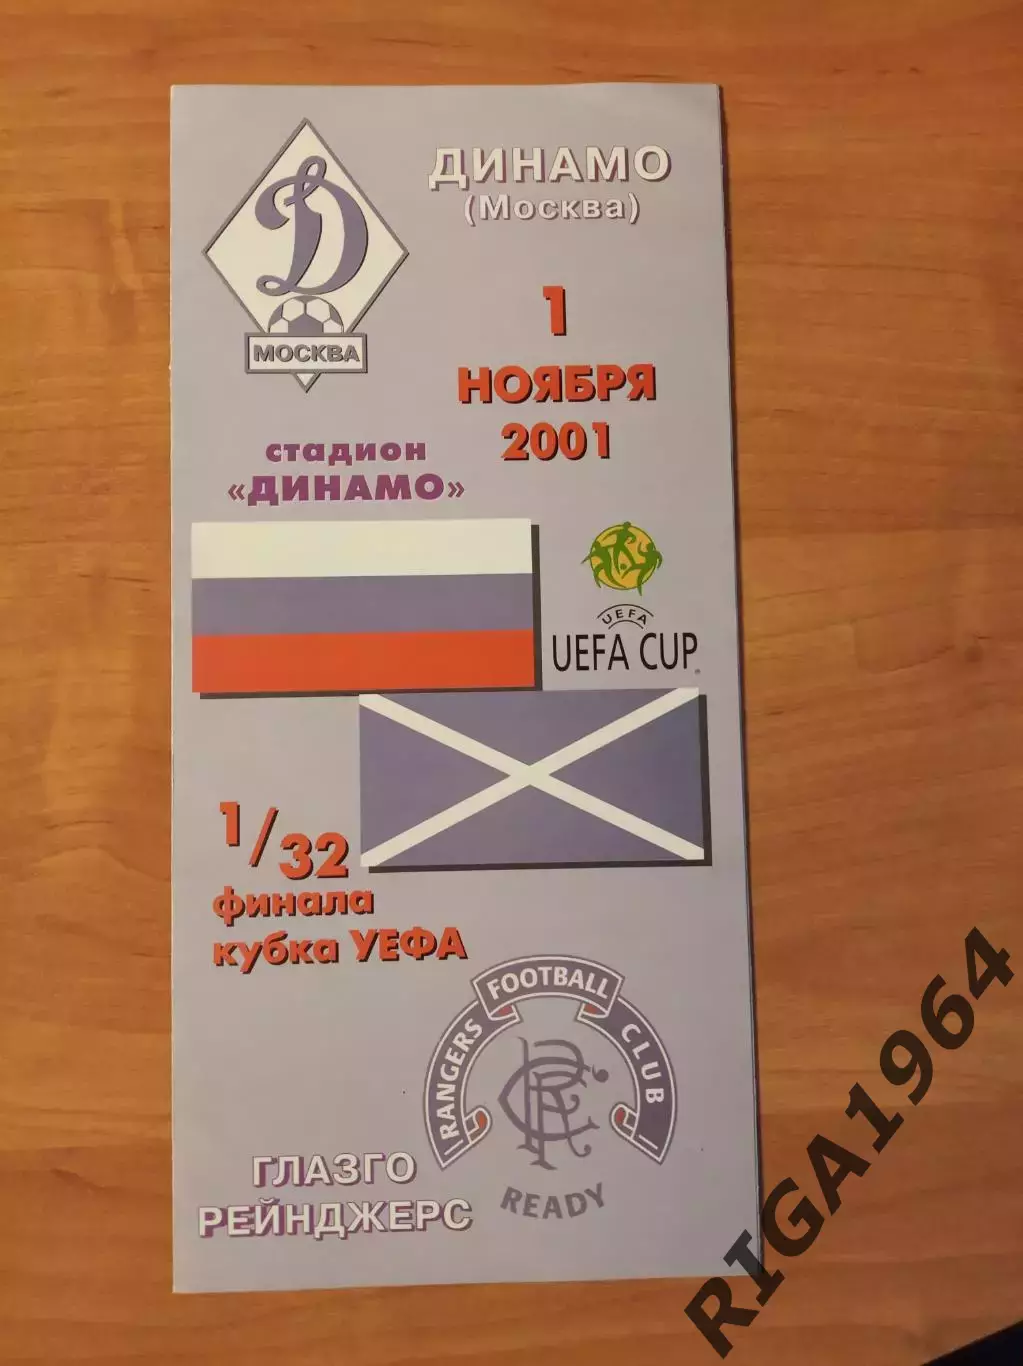 ДИНАМО
(Москва)
МОСКВА
1
НОЯБРЯ
2001
стадион
«ДИНАМО»
UEFA
UEFA CUP
1/32
финала
кубка УЕФА
RANGERS FOOTBALL CLUB
RFC
READY
ГЛАЗГО
РЕЙНДЖЕРС
RIGA1964